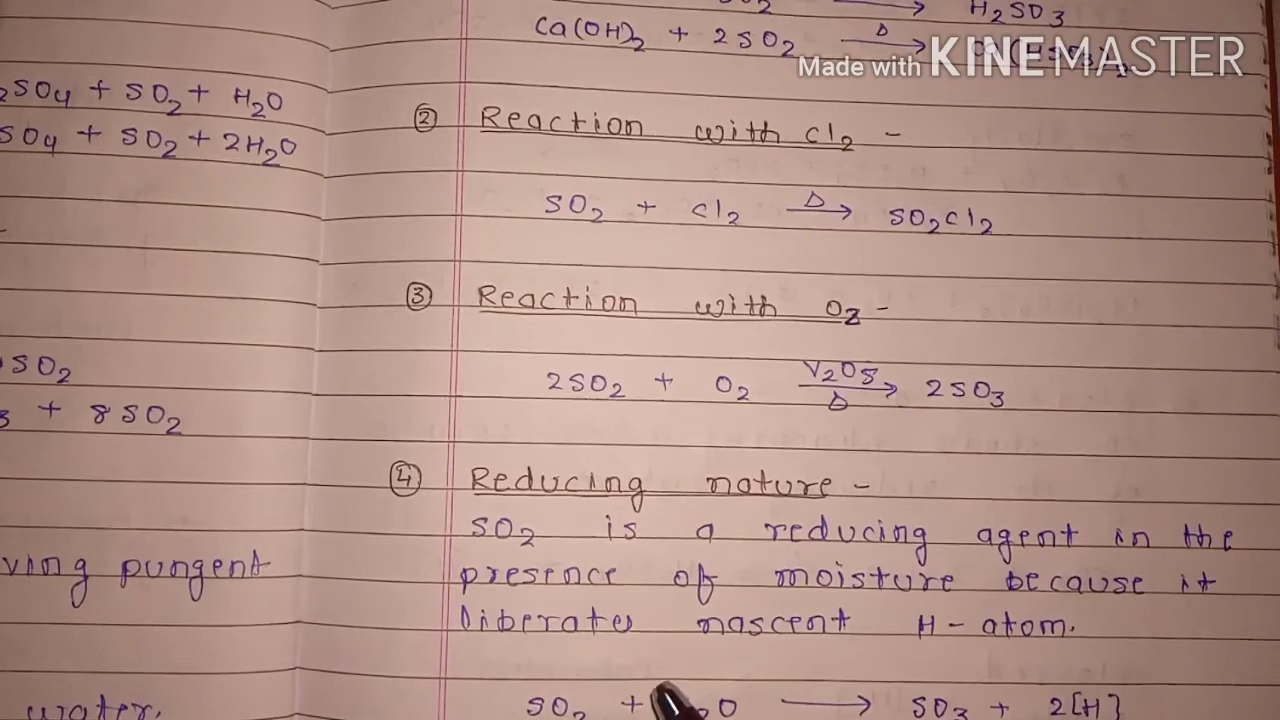 H₂SO₃
Ca(OH)₂ + 2SO₂ —Δ→
Made with KINEMASTER
SO₄ + SO₂ + H₂O
SO₄ + SO₂ + 2H₂O
② Reaction with Cl₂ -
SO₂ + Cl₂ —Δ→ SO₂Cl₂
③ Reaction with O₂ -
SO₂
+ 8SO₂
2SO₂ + O₂ —V₂O₅/Δ→ 2SO₃
④ Reducing nature -
SO₂ is a reducing agent in the
ving pungent
presence of moisture because it
liberates nascent H-atom.
water.
SO₂ + ₂O → SO₃ + 2[H]